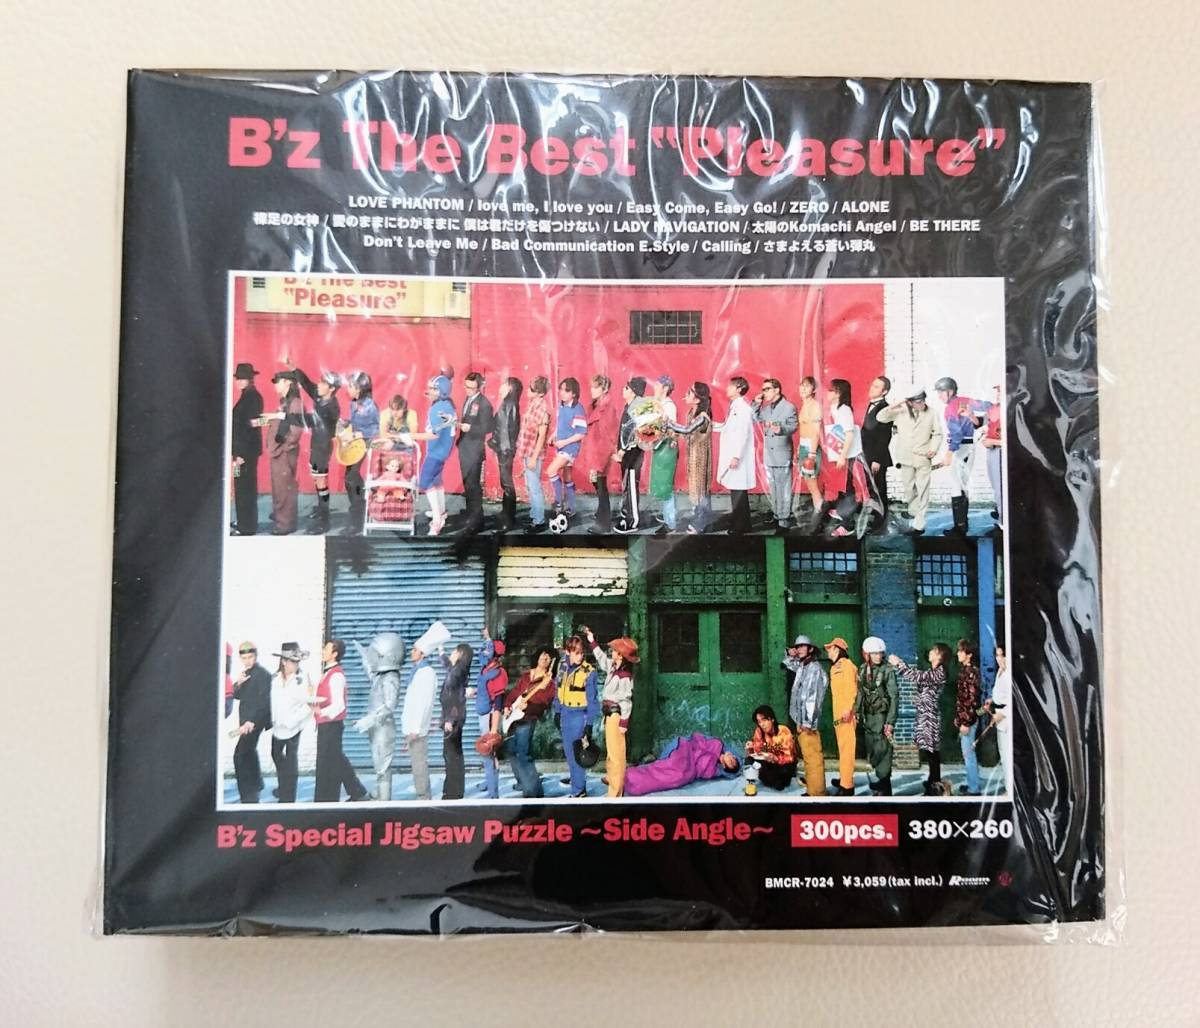 B'z The Best "Pleasure"
LOVE PHANTOM / love me, I love you / Easy Come, Easy Go! / ZERO / ALONE
裸足の女神 / 愛のままにわがままに 僕は君だけを傷つけない / LADY NAVIGATION / 太陽のKomachi Angel / BE THERE
Don't Leave Me / Bad Communication E.Style / Calling / さまよえる蒼い弾丸
B'z The Best
"Pleasure"
B'z Special Jigsaw Puzzle ~Side Angle~ 300pcs. 380×260
BMCR-7024 ¥3,059(tax incl.) Rooms RECORDS